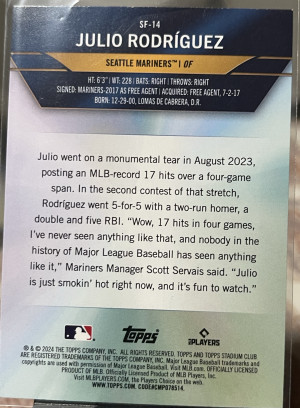 SF-14
JULIO RODRÍGUEZ
SEATTLE MARINERS™ | OF
HT: 6'3" | WT: 228 | BATS: RIGHT | THROWS: RIGHT
SIGNED: MARINERS-2017 AS FREE AGENT | ACQUIRED: FREE AGENT, 7-2-17
BORN: 12-29-00, LOMAS DE CABRERA, D.R.
Julio went on a monumental tear in August 2023,
posting an MLB-record 17 hits over a four-game
span. In the second contest of that stretch,
Rodríguez went 5-for-5 with a two-run homer, a
double and five RBI. “Wow, 17 hits in four games,
I’ve never seen anything like that, and nobody in the
history of Major League Baseball has seen anything
like it,” Mariners Manager Scott Servais said. “Julio
is just smokin’ hot right now, and it’s fun to watch.”
Topps
PLAYERS
® & © 2024 THE TOPPS COMPANY, INC. ALL RIGHTS RESERVED. TOPPS AND TOPPS STADIUM CLUB
ARE REGISTERED TRADEMARKS OF THE TOPPS COMPANY, INC. Major League Baseball trademarks and
copyrights are used with permission of Major League Baseball. Visit MLB.com. OFFICIALLY LICENSED
PRODUCT OF MLB PLAYERS, INC.
Visit MLBPLAYERS.COM, the Players Choice on the web.
WWW.TOPPS.COM. CODE#CMP078514